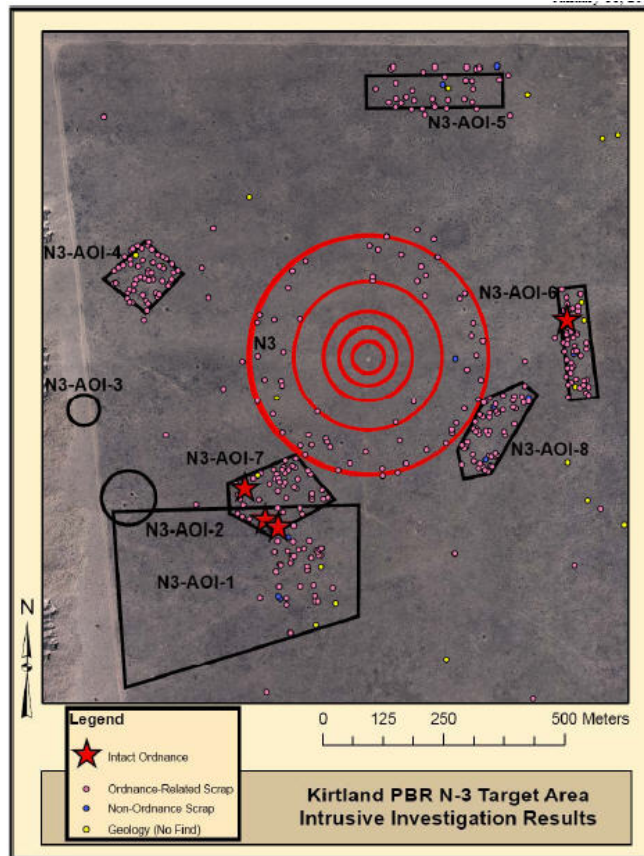 N3-AOI-5
N3-AOI-4
N3-AOI-6
N3
N3-AOI-3
N3-AOI-8
N3-AOI-7
N3-AOI-2
N3-AOI-1
N
Legend
Intact Ordnance
Ordnance-Related Scrap
Non-Ordnance Scrap
Geology (No Find)
0 125 250 500 Meters
Kirtland PBR N-3 Target Area
Intrusive Investigation Results